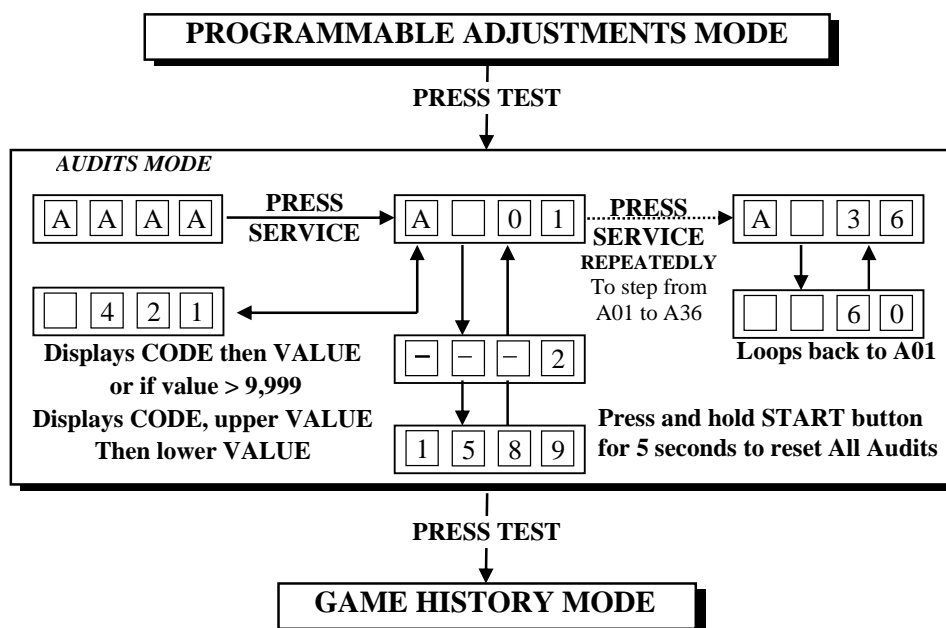 PROGRAMMABLE ADJUSTMENTS MODE
PRESS TEST
AUDITS MODE
A A A A
PRESS
SERVICE
A 0 1
PRESS
SERVICE
REPEATEDLY
To step from
A01 to A36
A 3 6
4 2 1
Displays CODE then VALUE
or if value > 9,999
Displays CODE, upper VALUE
Then lower VALUE
– – – 2
1 5 8 9
6 0
Loops back to A01
Press and hold START button
for 5 seconds to reset All Audits
PRESS TEST
GAME HISTORY MODE